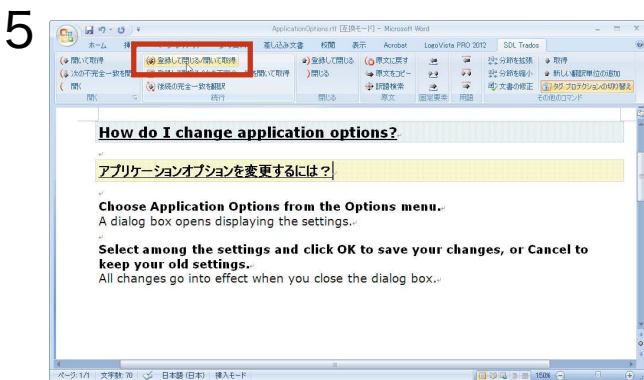 5
ApplicationOptions.rtf [互換モード] - Microsoft Word
ホーム 挿 差し込み文書 校閲 表示 Acrobat LogoVista PRO 2012 SDL Trados
開いて取得 登録して閉じる/開いて取得 登録して閉じる 原文に戻す 分節を拡張 取得
次の不完全一致を開 開いて取得 閉じる 原文をコピー 分節を縮小 新しい翻訳単位の追加
開く 後続の完全一致を翻訳 訳語検索 文書の修正 タグ プロテクションの切り替え
開く 続行 閉じる 原文 固定要素 用語 その他のコマンド
How do I change application options?
アプリケーションオプションを変更するには?
Choose Application Options from the Options menu.
A dialog box opens displaying the settings.
Select among the settings and click OK to save your changes, or Cancel to
keep your old settings.
All changes go into effect when you close the dialog box.
ページ: 1/1 文字数: 70 日本語 (日本) 挿入モード 150%